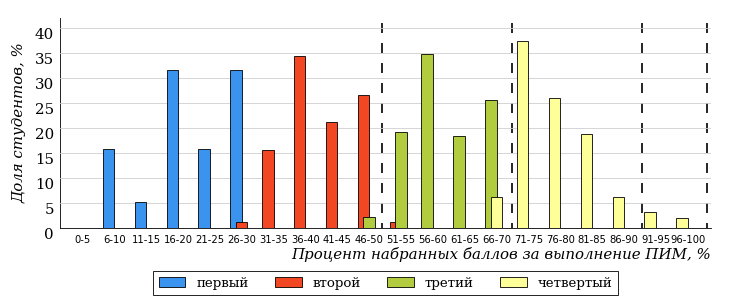 Доля студентов, %
40
35
30
25
20
15
10
5
0
0-5 6-10 11-15 16-20 21-25 26-30 31-35 36-40 41-45 46-50 51-55 56-60 61-65 66-70 71-75 76-80 81-85 86-90 91-95 96-100
Процент набранных баллов за выполнение ПИМ, %
первый второй третий четвертый